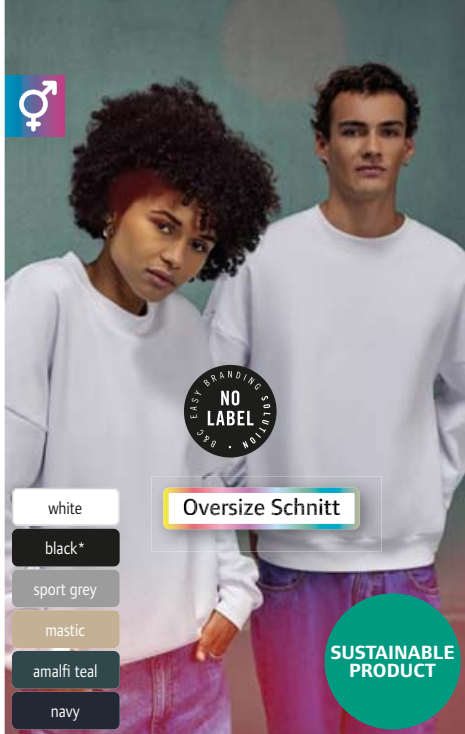 B&C EASY BRANDING SOLUTION •
NO
LABEL
Oversize Schnitt
white
black*
sport grey
mastic
amalfi teal
navy
SUSTAINABLE
PRODUCT